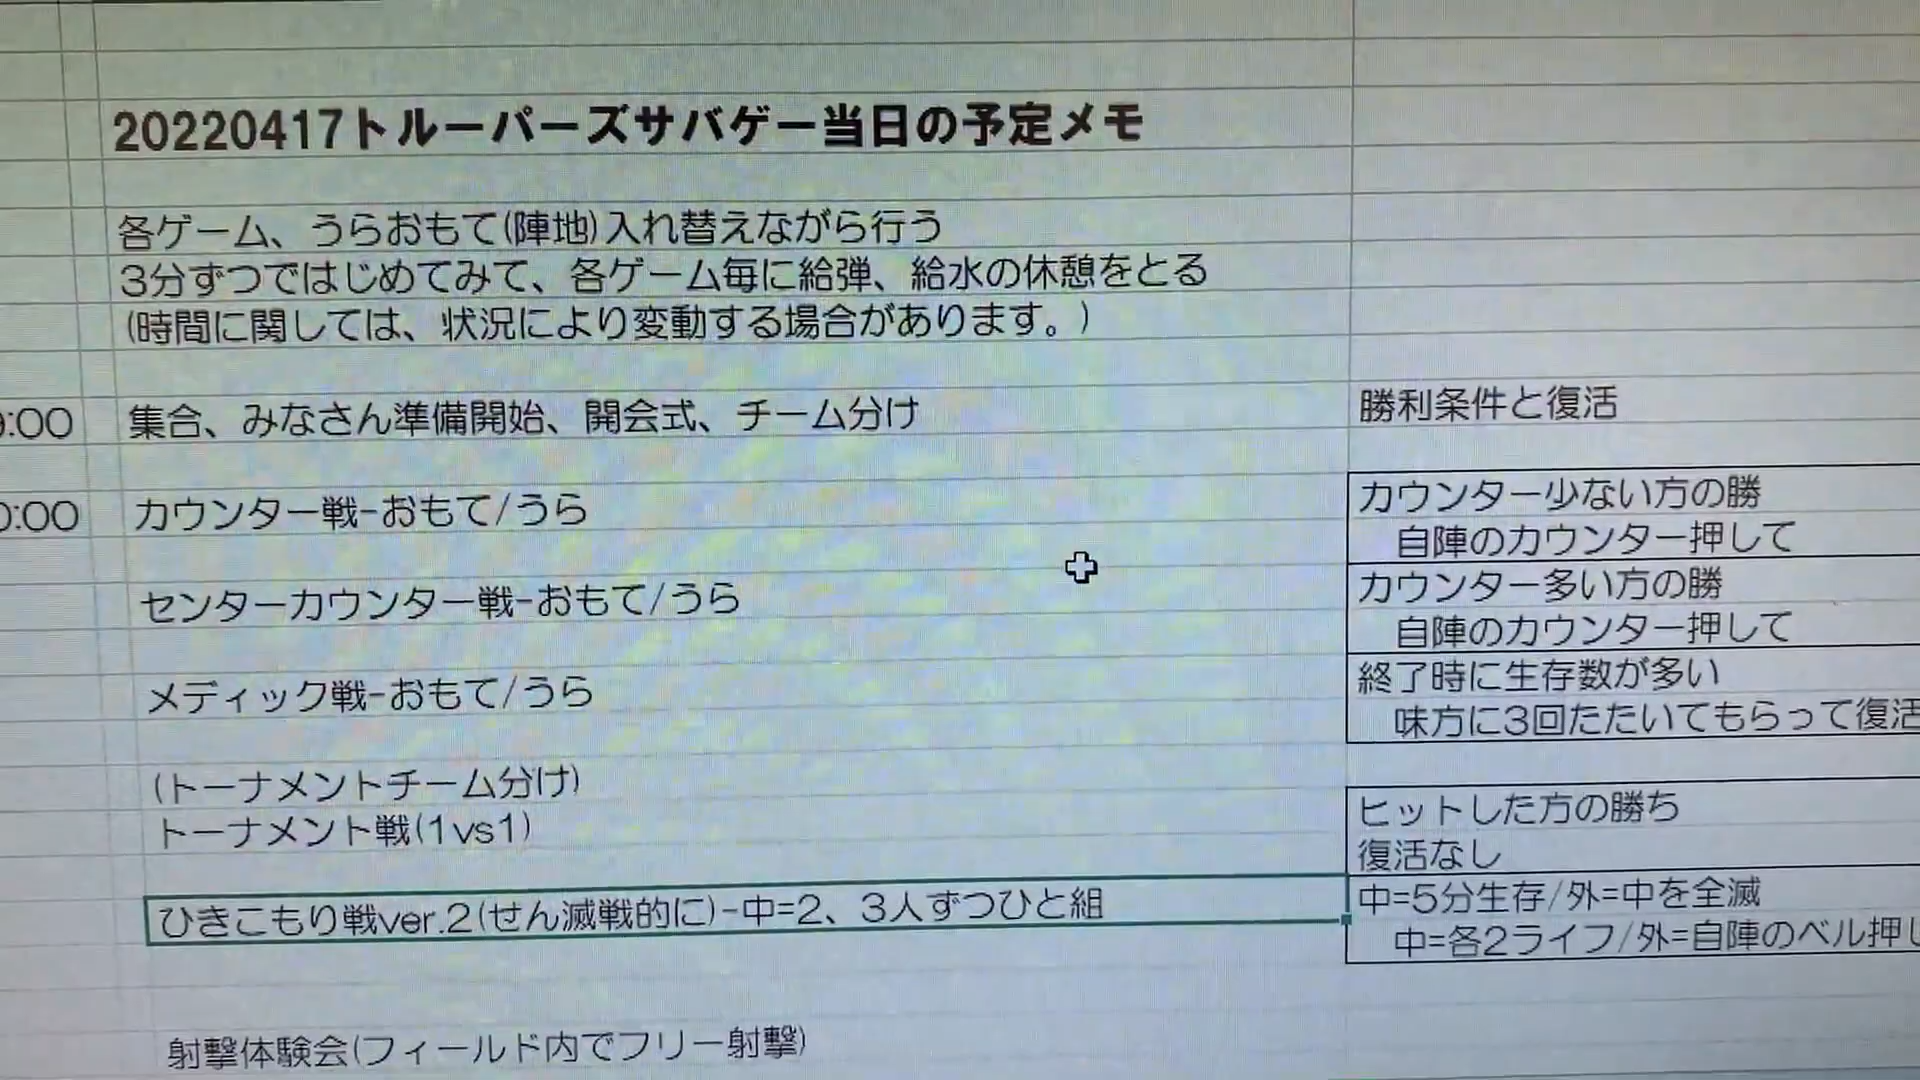 20220417トルーパーズサバゲー当日の予定メモ
各ゲーム、うらおもて(陣地)入れ替えながら行う
3分ずつではじめてみて、各ゲーム毎に給弾、給水の休憩をとる
(時間に関しては、状況により変動する場合があります。)
:00 集合、みなさん準備開始、開会式、チーム分け 勝利条件と復活
0:00 カウンター戦-おもて/うら カウンター少ない方の勝
自陣のカウンター押して
センターカウンター戦-おもて/うら カウンター多い方の勝
自陣のカウンター押して
メディック戦-おもて/うら 終了時に生存数が多い
味方に3回たたいてもらって復活
(トーナメントチーム分け)
トーナメント戦(1vs1) ヒットした方の勝ち
復活なし
ひきこもり戦ver.2(せん滅戦的に)-中=2、3人ずつひと組 中=5分生存/外=中を全滅
中=各2ライフ/外=自陣のベル押し
射撃体験会(フィールド内でフリー射撃)